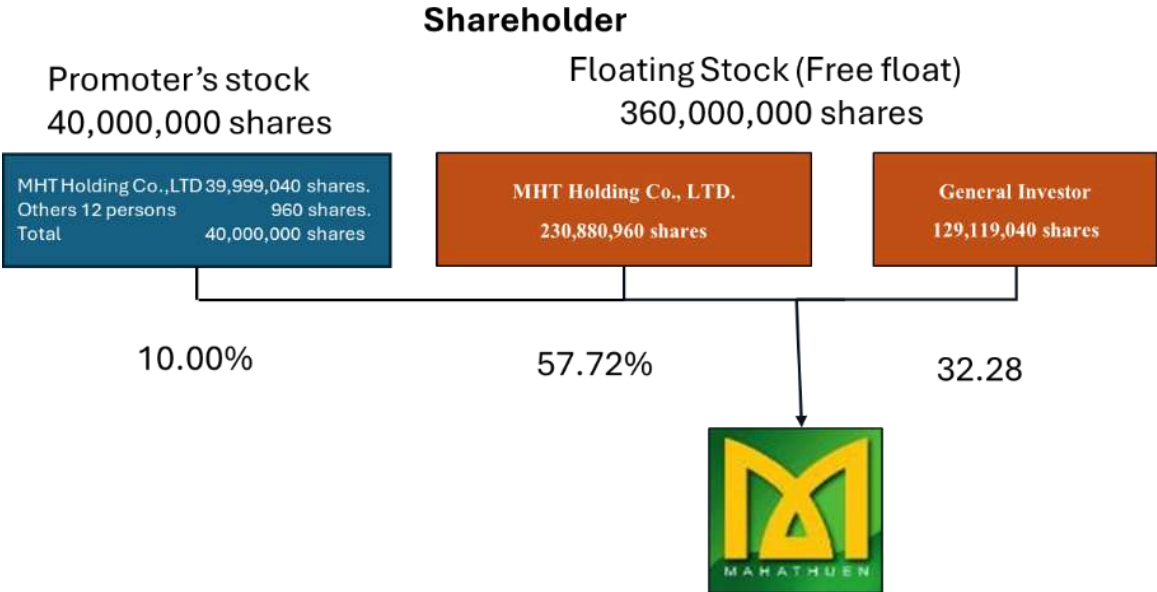 Shareholder
Promoter's stock
40,000,000 shares
Floating Stock (Free float)
360,000,000 shares
MHT Holding Co.,LTD 39,999,040 shares.
Others 12 persons 960 shares.
Total 40,000,000 shares
MHT Holding Co., LTD.
230,880,960 shares
General Investor
129,119,040 shares
10.00%
57.72%
32.28
MAHATHUEN